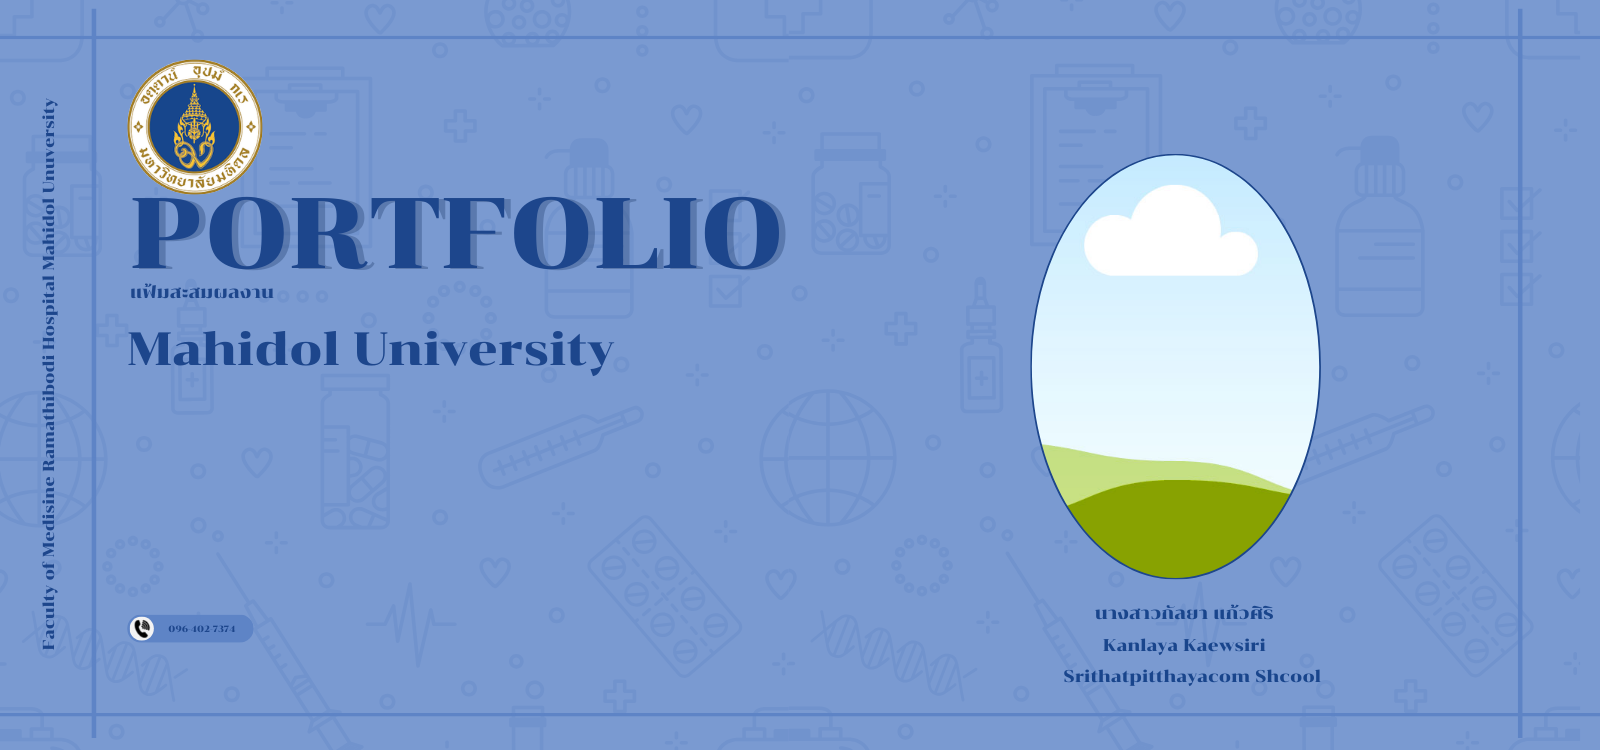 Faculty of Medisine Ramathibodi Hospital Mahidol Unuversity
อตฺตานํ อุปมํ กเร
มหาวิทยาลัยมหิดล
PORTFOLIO
แฟ้มสะสมผลงาน
Mahidol University
096-402-7374
นางสาวกัลยา แก้วศิริ
Kanlaya Kaewsiri
Srithatpitthayacom Shcool